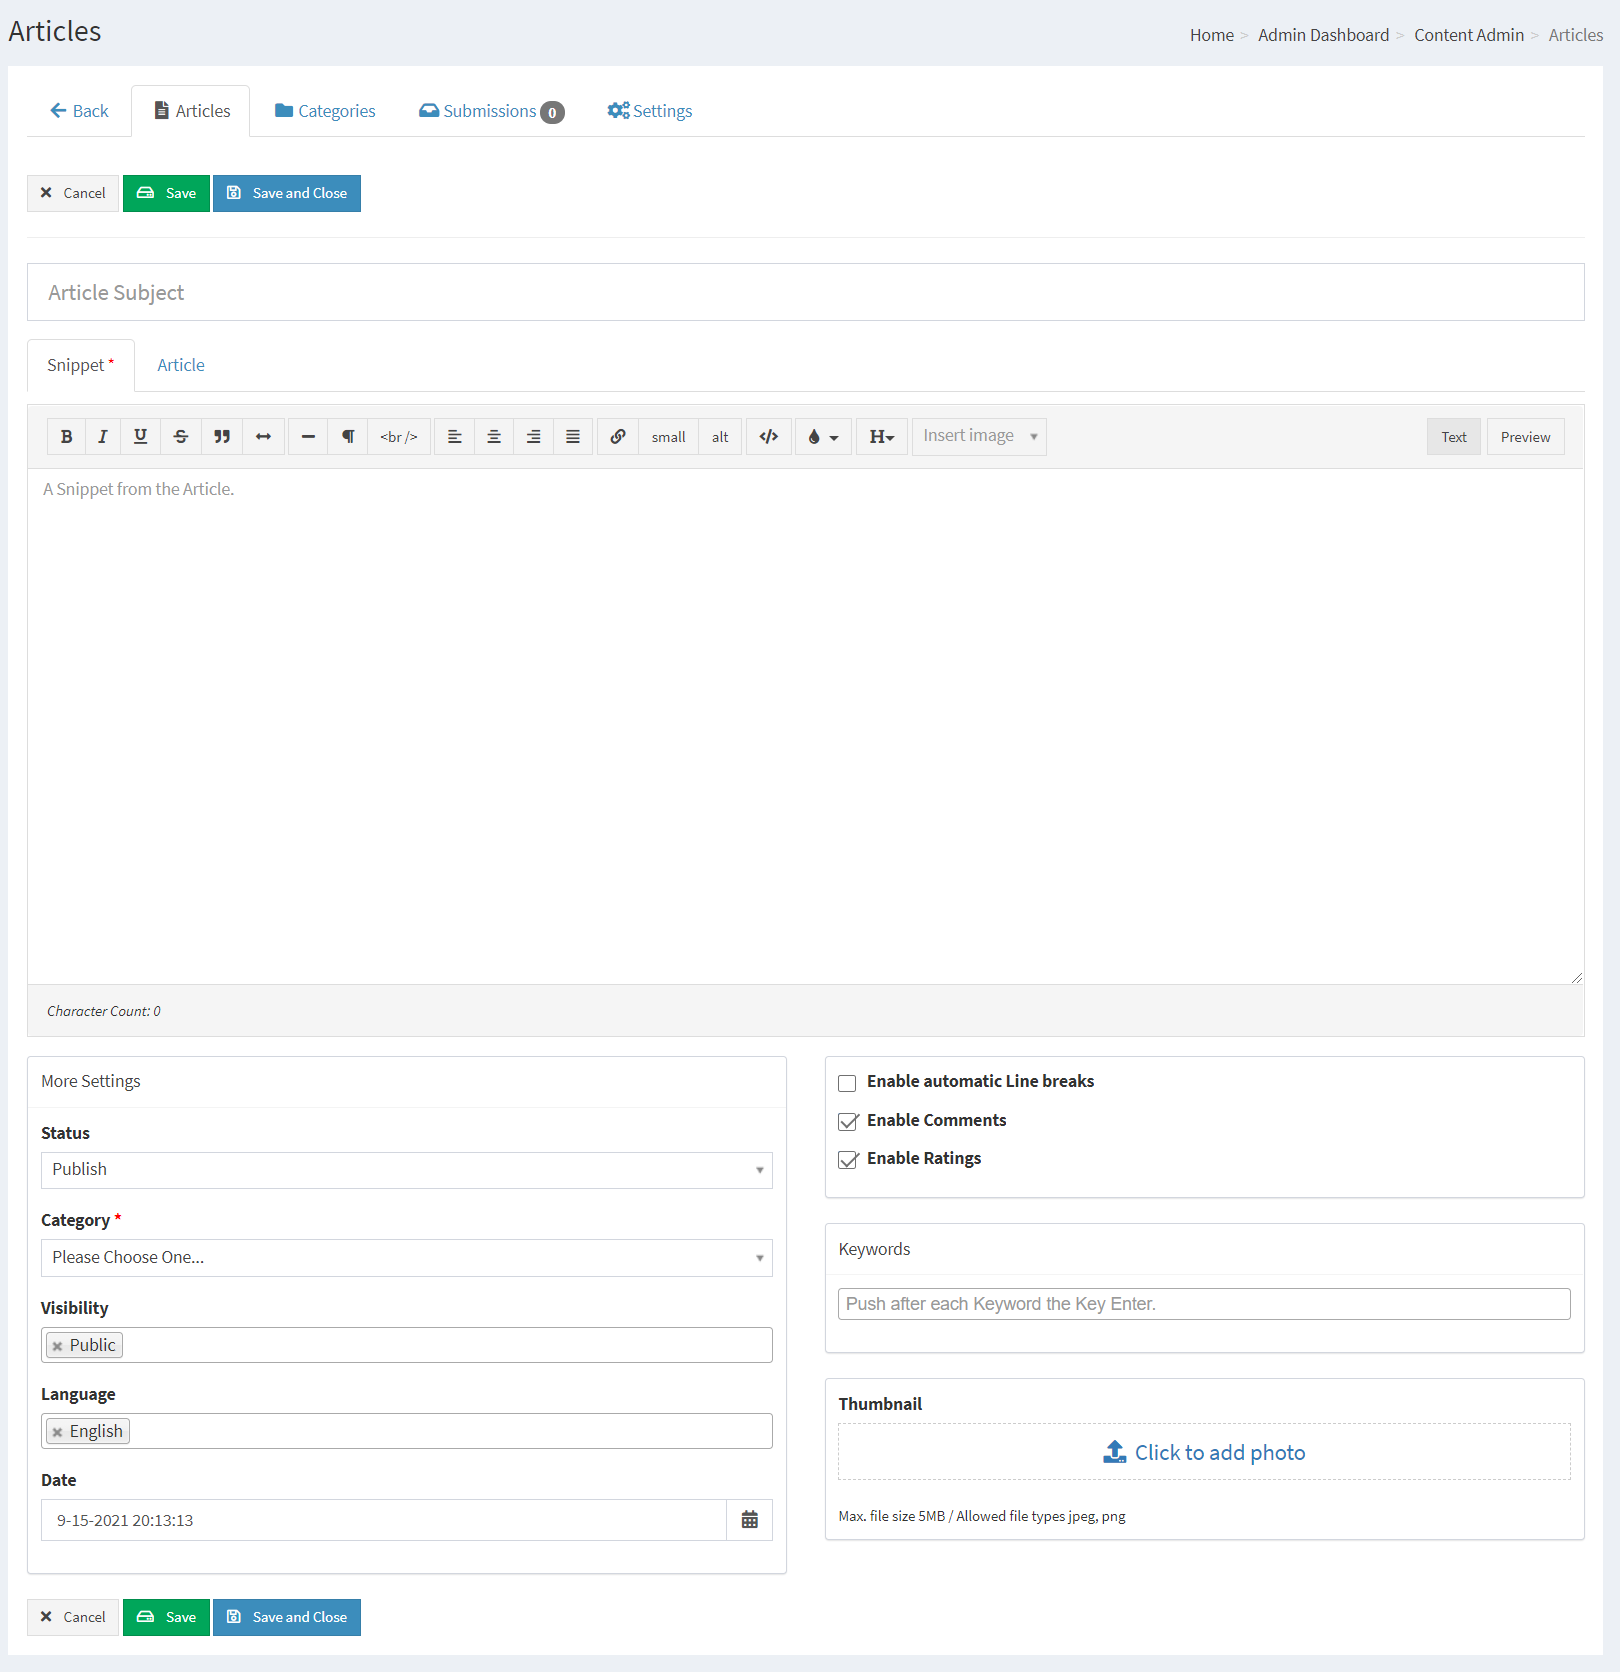 Articles
Home > Admin Dashboard > Content Admin > Articles
Back Articles Categories Submissions 0 Settings
Cancel Save Save and Close
Article Subject
Snippet * Article
B I U S <br /> small alt </> H Insert image Text Preview
A Snippet from the Article.
Character Count: 0
More Settings
Status
Publish
Category *
Please Choose One...
Visibility
× Public
Language
× English
Date
9-15-2021 20:13:13
Enable automatic Line breaks
Enable Comments
Enable Ratings
Keywords
Push after each Keyword the Key Enter.
Thumbnail
Click to add photo
Max. file size 5MB / Allowed file types jpeg, png
Cancel Save Save and Close